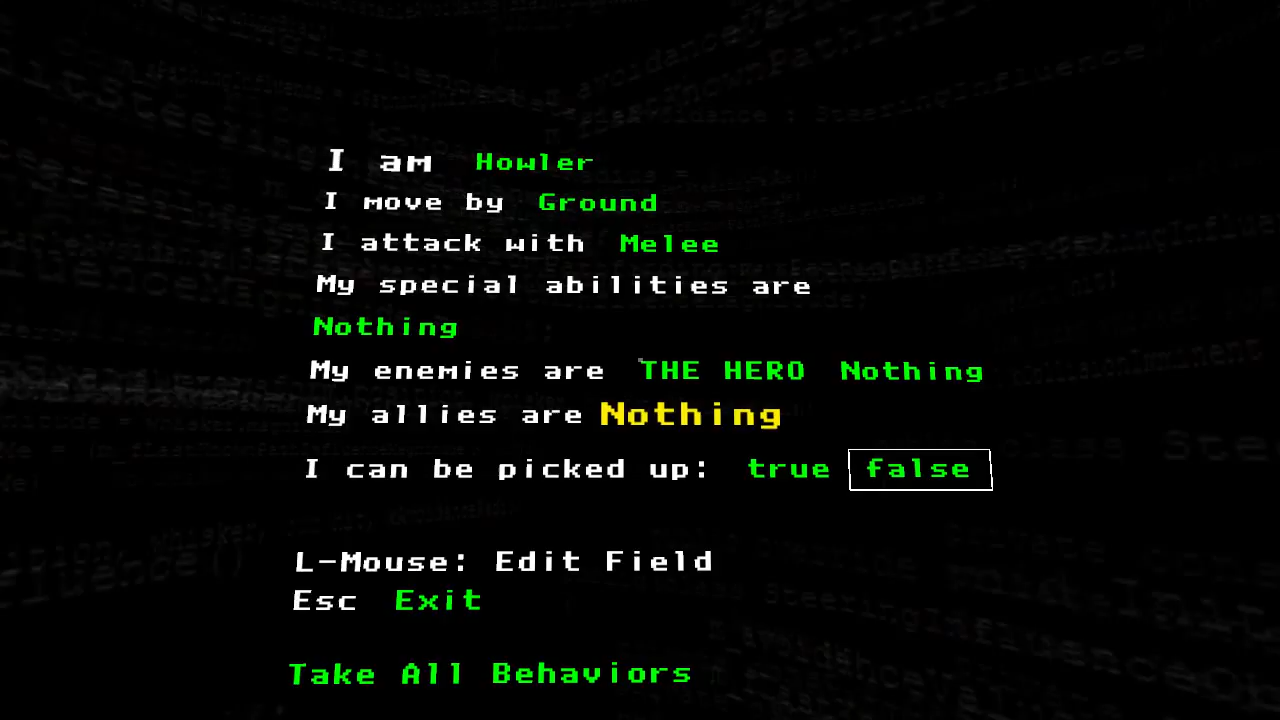 I am Howler
I move by Ground
I attack with Melee
My special abilities are
Nothing
My enemies are THE HERO Nothing
My allies are Nothing
I can be picked up: true false
L-Mouse: Edit Field
Esc Exit
Take All Behaviors